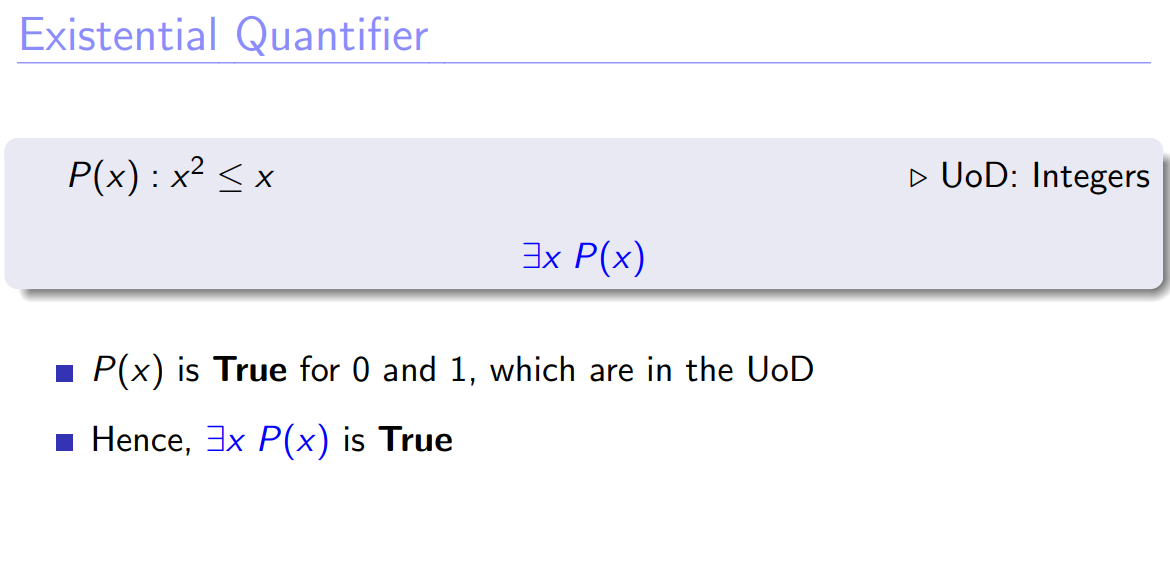 Existential Quantifier
P(x) : x² ≤ x ▷ UoD: Integers
∃x P(x)
■ P(x) is True for 0 and 1, which are in the UoD
■ Hence, ∃x P(x) is True